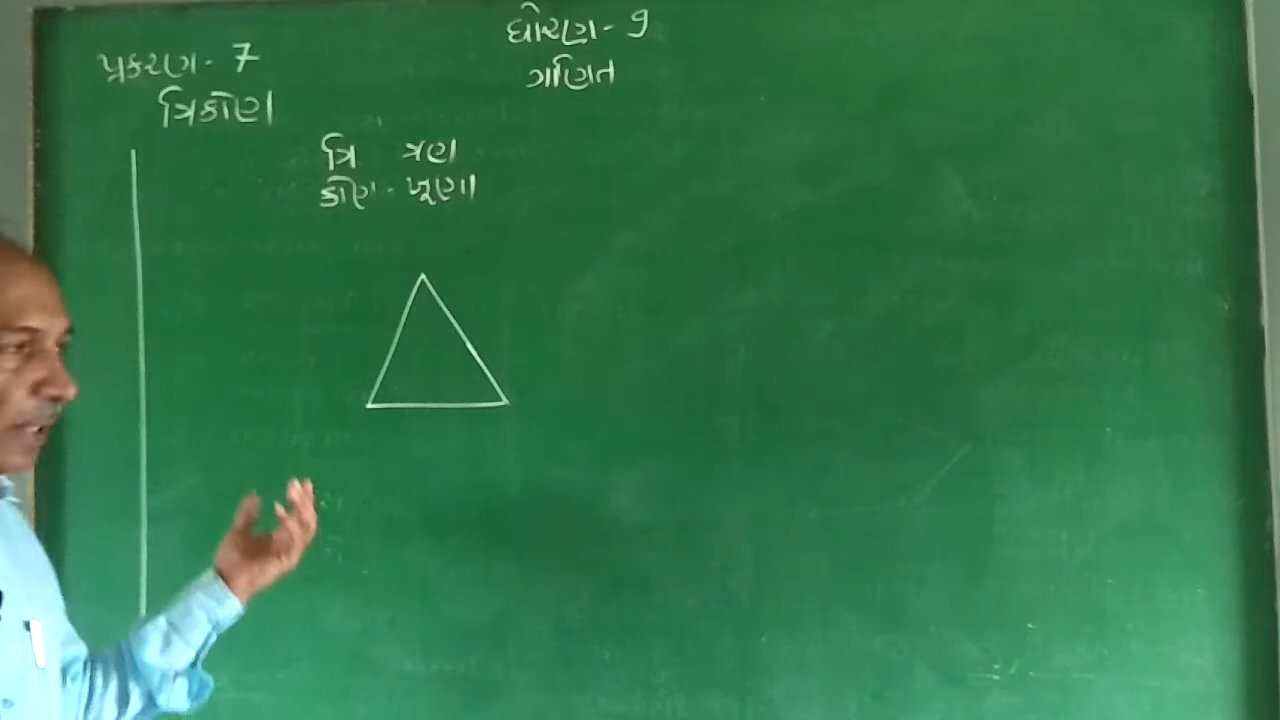 ધોરણ - 9
ગણિત
પ્રકરણ - 7
ત્રિકોણ
ત્રિ ત્રણ
કોણ - ખૂણા